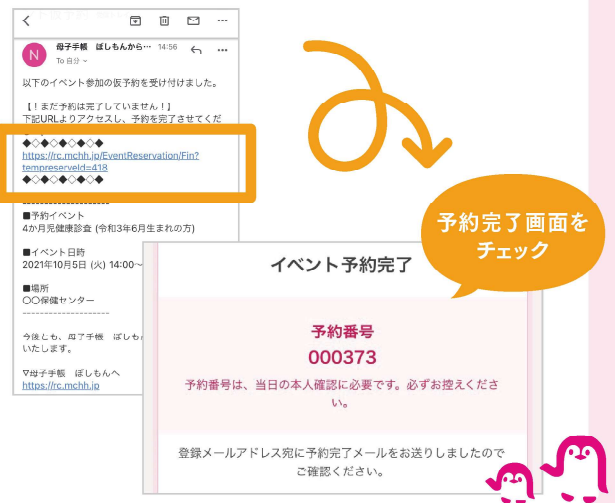 N
母子手帳 ぼしもんから… 14:56
To 自分
以下のイベント参加の仮予約を受け付けました。
【！まだ予約は完了していません！】
下記URLよりアクセスし、予約を完了させてくだ
◆◇◆◇◆◇◆◇◆
https://rc.mchh.jp/EventReservation/Fin?
tempreserveId=418
◆◇◆◇◆◇◆◇◆
--------------------
■予約イベント
4か月児健康診査 (令和3年6月生まれの方)
■イベント日時
2021年10月5日 (火) 14:00～
■場所
〇〇保健センター
--------------------
今後とも、母子手帳 ぼしも
いたします。
▽母子手帳 ぼしもんへ
https://rc.mchh.jp
予約完了画面を
チェック
イベント予約完了
予約番号
000373
予約番号は、当日の本人確認に必要です。必ずお控えくださ
い。
登録メールアドレス宛に予約完了メールをお送りしましたので
ご確認ください。